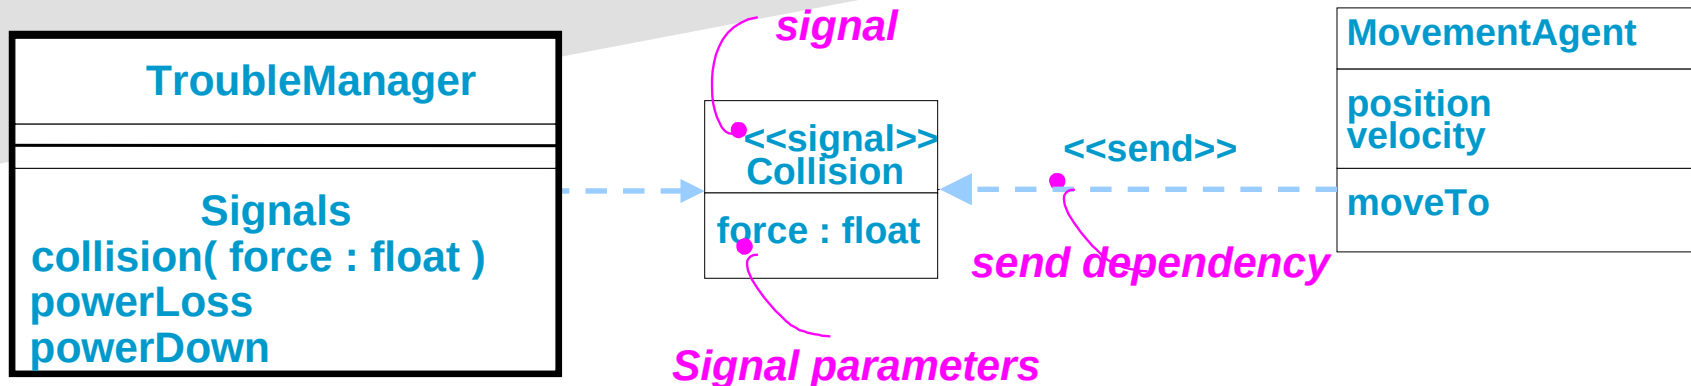 TroubleManager
Signals
collision( force : float )
powerLoss
powerDown
signal
<<signal>>
Collision
force : float
Signal parameters
<<send>>
send dependency
MovementAgent
position
velocity
moveTo